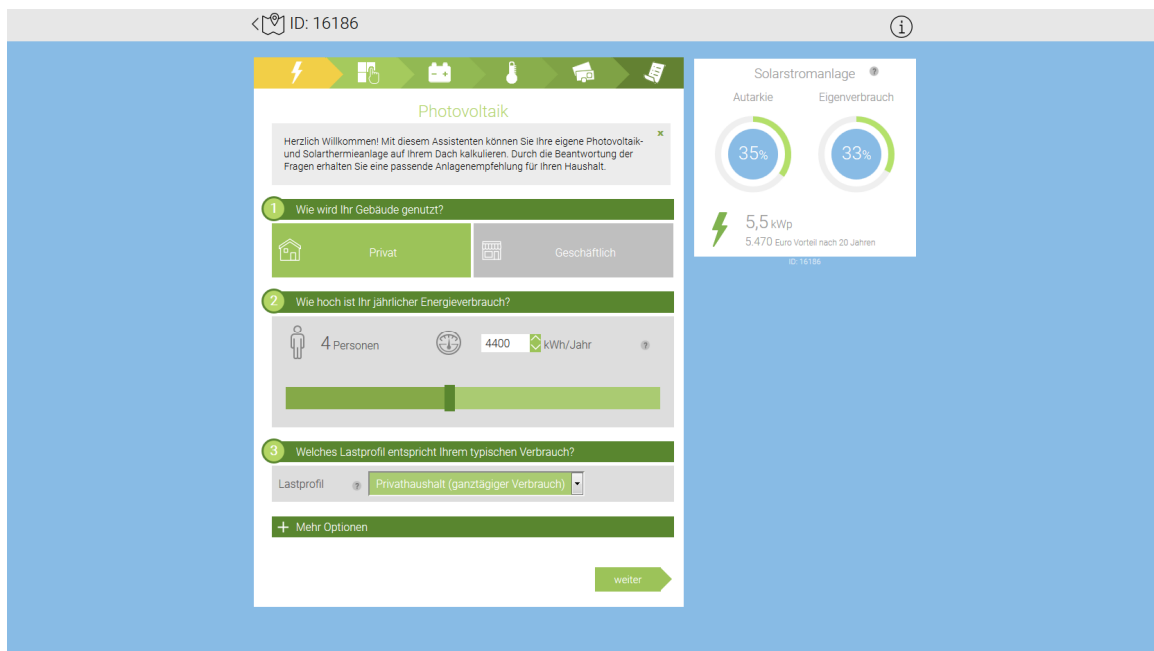 ID: 16186
Photovoltaik
Herzlich Willkommen! Mit diesem Assistenten können Sie Ihre eigene Photovoltaik-
und Solarthermieanlage auf Ihrem Dach kalkulieren. Durch die Beantwortung der
Fragen erhalten Sie eine passende Anlagenempfehlung für Ihren Haushalt.
1 Wie wird Ihr Gebäude genutzt?
Privat
Geschäftlich
2 Wie hoch ist Ihr jährlicher Energieverbrauch?
4 Personen
4400 kWh/Jahr ?
3 Welches Lastprofil entspricht Ihrem typischen Verbrauch?
Lastprofil ? Privathaushalt (ganztägiger Verbrauch)
+ Mehr Optionen
weiter
Solarstromanlage ?
Autarkie Eigenverbrauch
35% 33%
5,5 kWp
5.470 Euro Vorteil nach 20 Jahren
ID: 16186